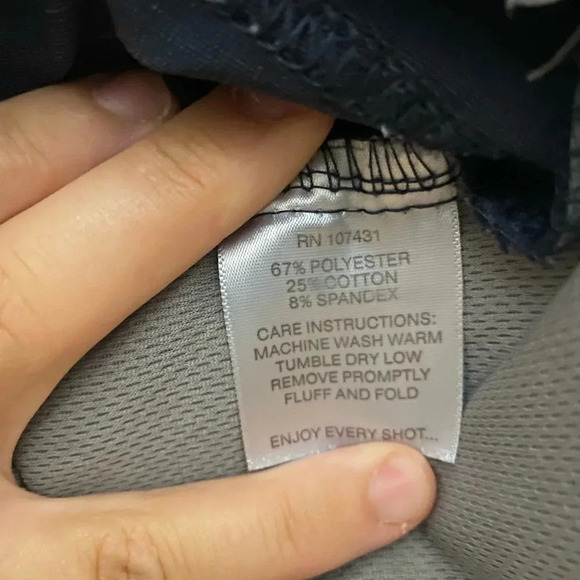 RN 107431
67% POLYESTER
25% COTTON
8% SPANDEX
CARE INSTRUCTIONS:
MACHINE WASH WARM
TUMBLE DRY LOW
REMOVE PROMPTLY
FLUFF AND FOLD
ENJOY EVERY SHOT...